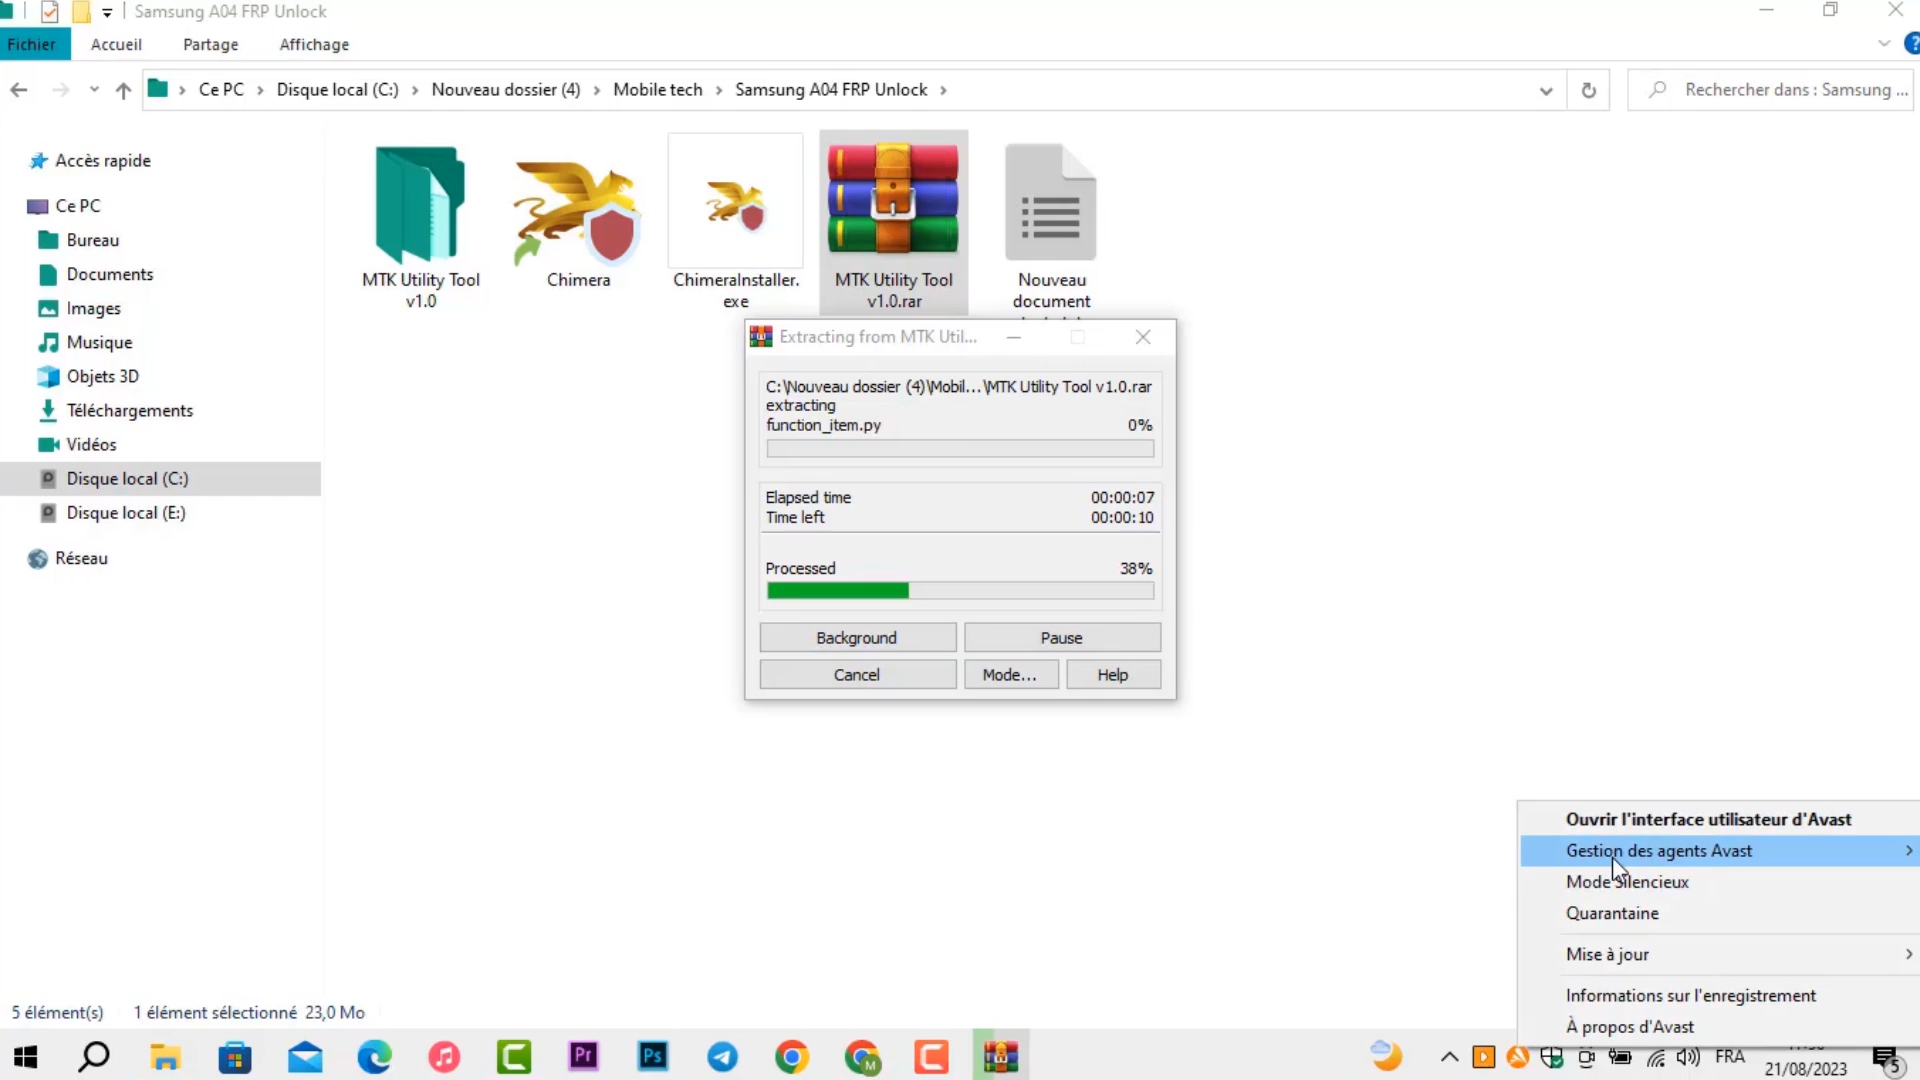 Samsung A04 FRP Unlock
Fichier Accueil Partage Affichage
Ce PC Disque local (C:) Nouveau dossier (4) Mobile tech Samsung A04 FRP Unlock
Rechercher dans : Samsung ...
Accès rapide
Ce PC
Bureau
Documents
Images
Musique
Objets 3D
Téléchargements
Vidéos
Disque local (C:)
Disque local (E:)
Réseau
MTK Utility Tool
v1.0
Chimera
ChimeraInstaller.
exe
MTK Utility Tool
v1.0.rar
Nouveau
document
Extracting from MTK Util...
C:\Nouveau dossier (4)\Mobil...\MTK Utility Tool v1.0.rar
extracting
function_item.py 0%
Elapsed time 00:00:07
Time left 00:00:10
Processed 38%
Background Pause
Cancel Mode... Help
Ouvrir l'interface utilisateur d'Avast
Gestion des agents Avast
Mode Silencieux
Quarantaine
Mise à jour
Informations sur l'enregistrement
À propos d'Avast
5 élément(s) 1 élément sélectionné 23,0 Mo
Pr
Ps
M
FRA
21/08/2023
5